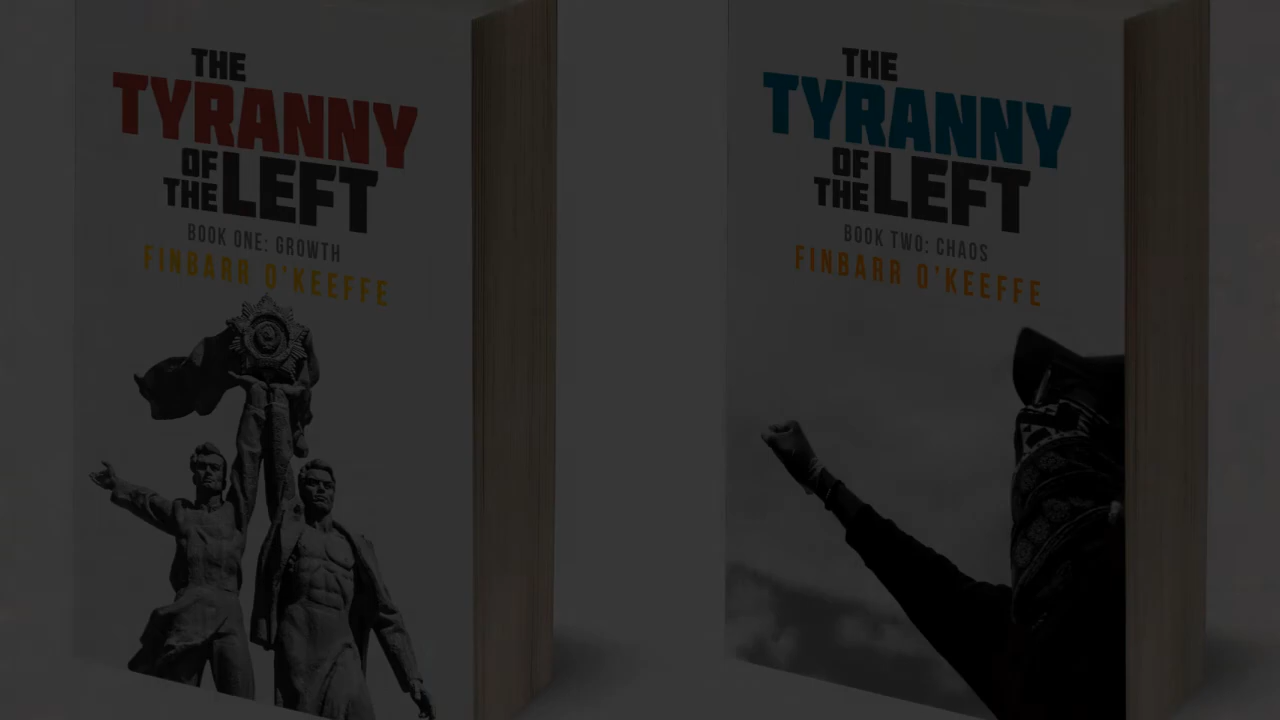 THE
TYRANNY
OF
THE LEFT
BOOK ONE: GROWTH
FINBARR O'KEEFFE
THE
TYRANNY
OF
THE LEFT
BOOK TWO: CHAOS
FINBARR O'KEEFFE